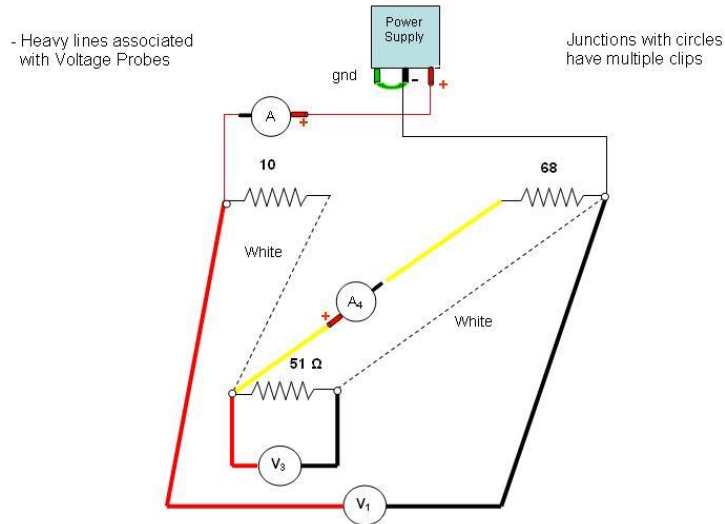 Power
Supply
- Heavy lines associated
with Voltage Probes
Junctions with circles
have multiple clips
gnd
-
+
A
+
10
68
White
A4
+
White
51 Ω
V3
V1